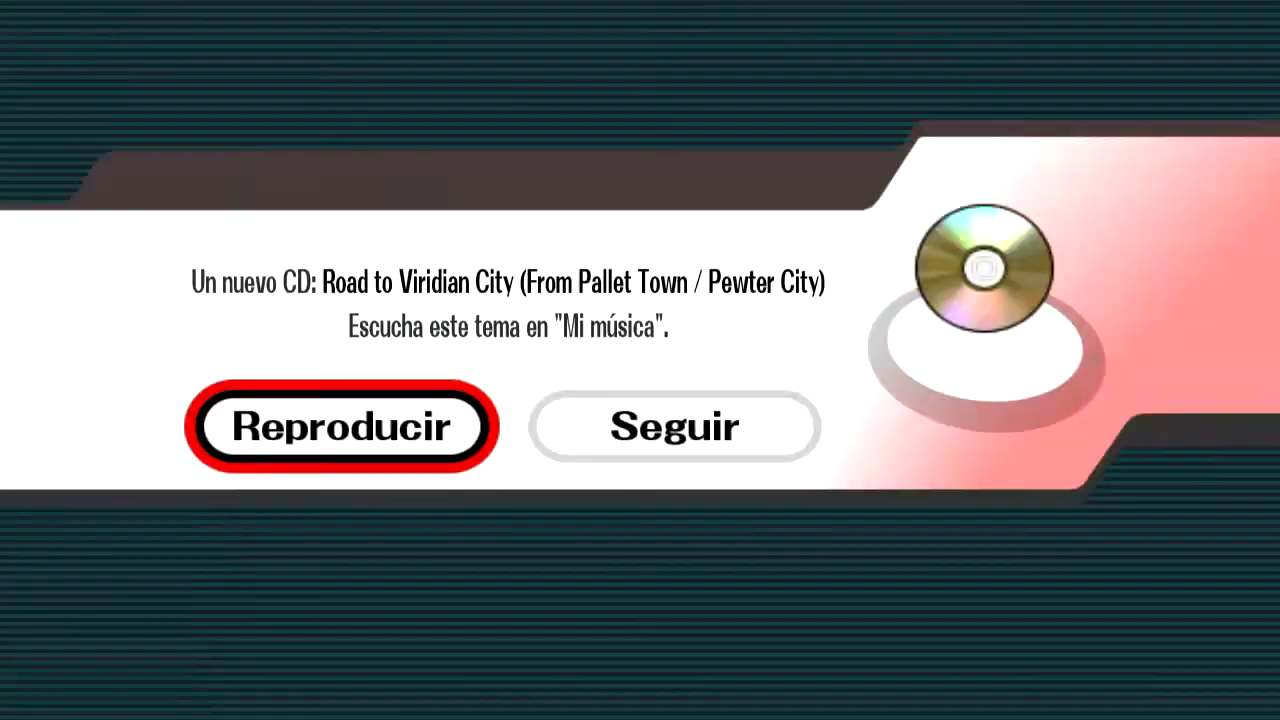 Un nuevo CD: Road to Viridian City (From Pallet Town / Pewter City)
Escucha este tema en "Mi música".
Reproducir
Seguir